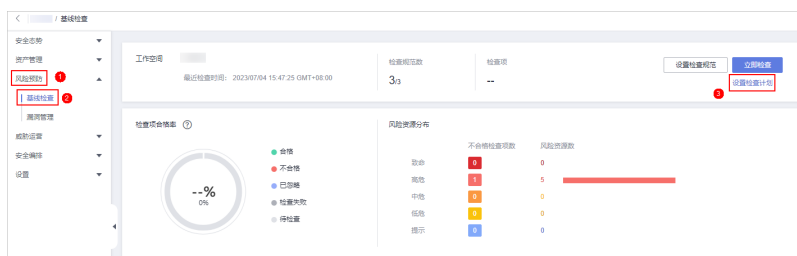 / 基线检查
安全态势
资产管理
风险预防 1
基线检查 2
漏洞管理
威胁运营
安全编排
设置
工作空间
最近检查时间： 2023/07/04 15:47:25 GMT+08:00
检查规范数
3/3
检查项
--
设置检查规范
立即检查
设置检查计划
3
检查项合格率 ?
--%
0%
合格
不合格
已忽略
检查失败
待检查
风险资源分布
不合格检查项数 风险资源数
致命 0 0
高危 1 5
中危 0 0
低危 0 0
提示 0 0